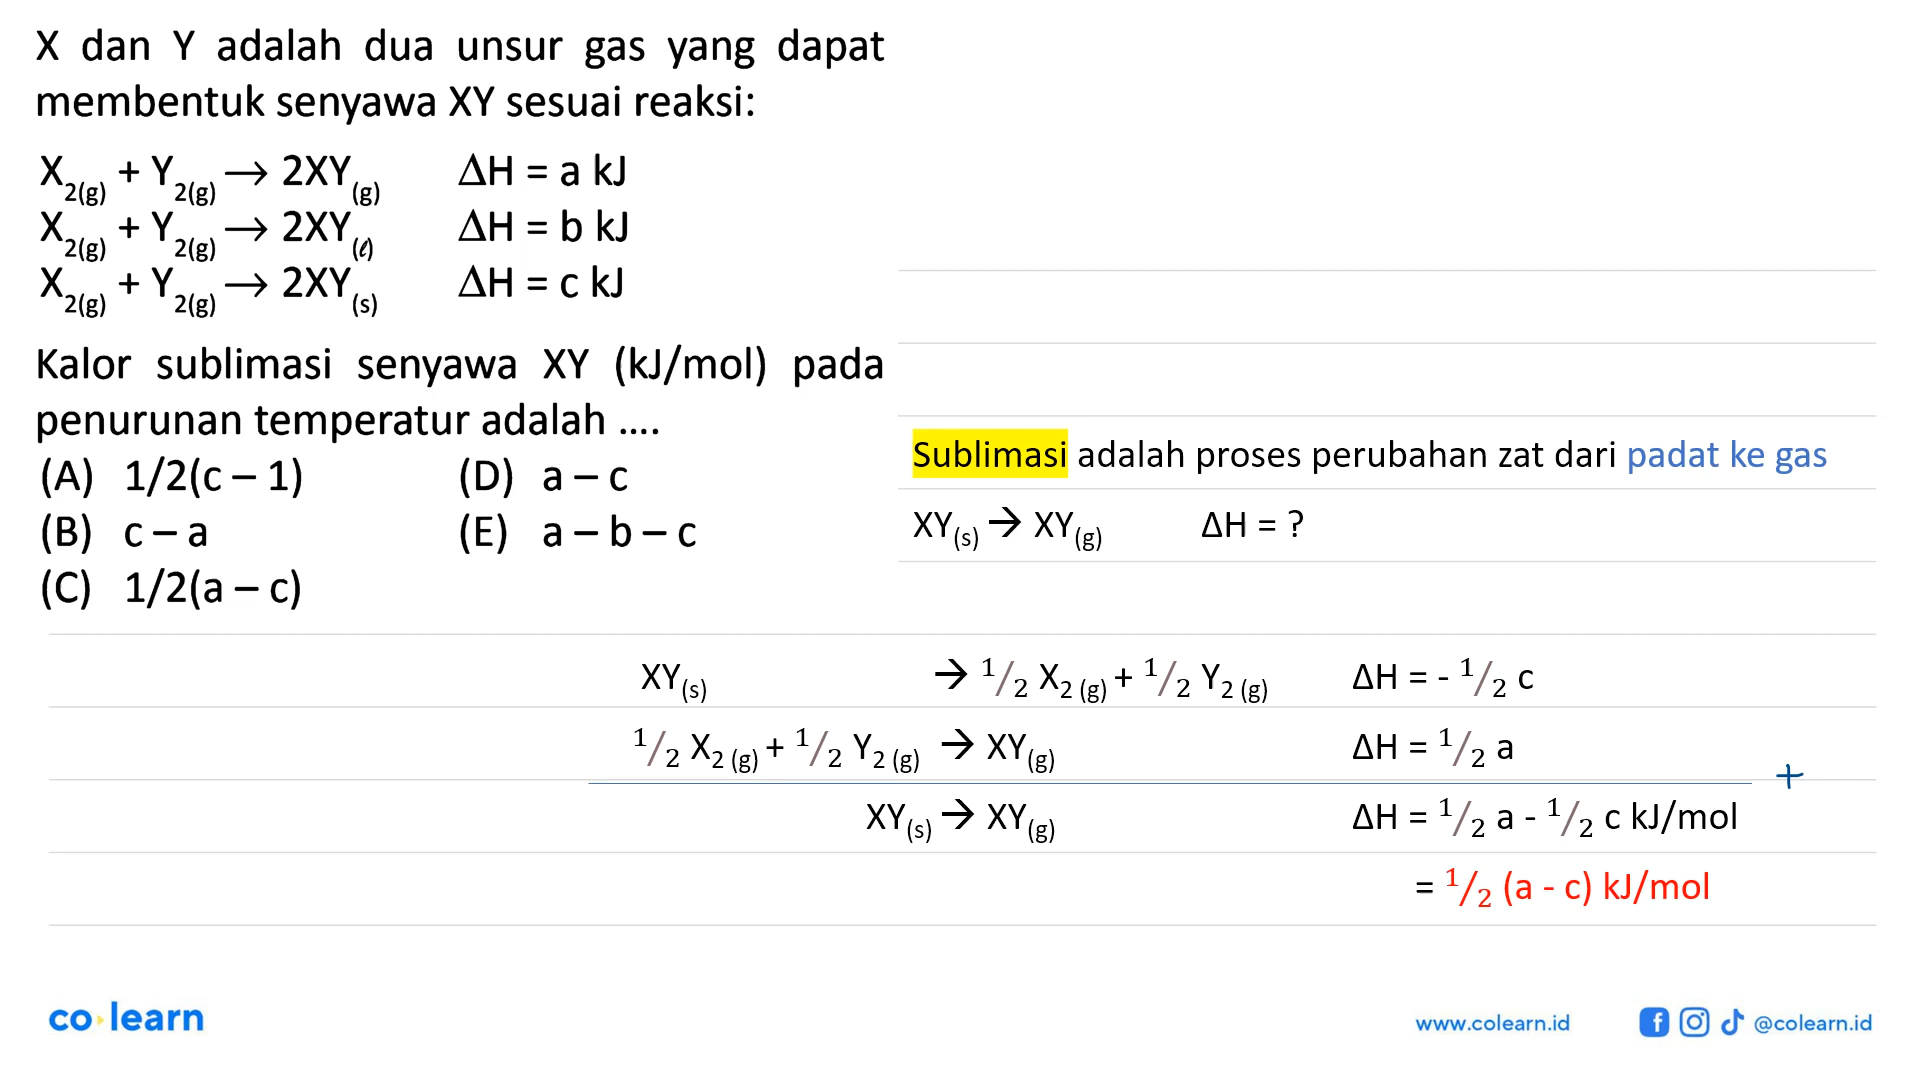 X dan Y adalah dua unsur gas yang dapat
membentuk senyawa XY sesuai reaksi:
X2(g) + Y2(g) → 2XY(g) ΔH = a kJ
X2(g) + Y2(g) → 2XY(ℓ) ΔH = b kJ
X2(g) + Y2(g) → 2XY(s) ΔH = c kJ
Kalor sublimasi senyawa XY (kJ/mol) pada
penurunan temperatur adalah ....
(A) 1/2(c – 1) (D) a – c
(B) c – a (E) a – b – c
(C) 1/2(a – c)
Sublimasi adalah proses perubahan zat dari padat ke gas
XY(s) → XY(g) ΔH = ?
XY(s) → 1/2 X2 (g) + 1/2 Y2 (g) ΔH = - 1/2 c
1/2 X2 (g) + 1/2 Y2 (g) → XY(g) ΔH = 1/2 a
+
XY(s) → XY(g) ΔH = 1/2 a - 1/2 c kJ/mol
= 1/2 (a - c) kJ/mol
co learn
www.colearn.id @colearn.id